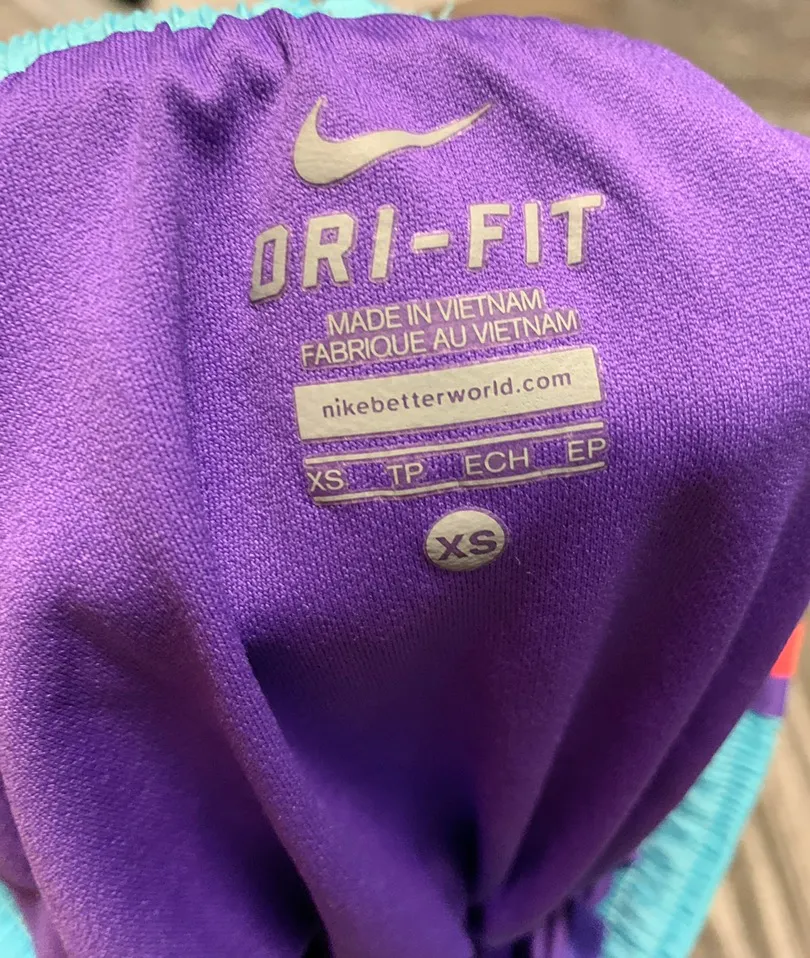 DRI-FIT
MADE IN VIETNAM
FABRIQUE AU VIETNAM
nikebetterworld.com
XS TP ECH EP
XS